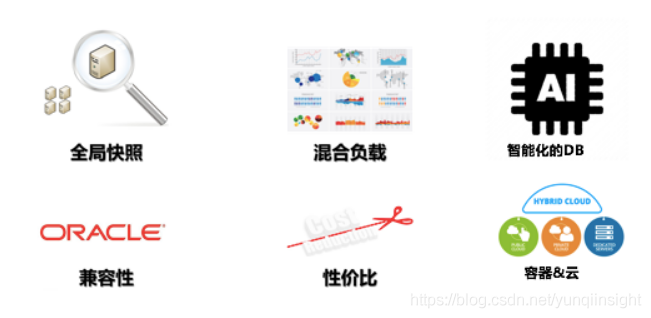 AI
全局快照
混合负载
智能化的DB
ORACLE
Cost
Reduction
HYBRID CLOUD
PUBLIC
CLOUD
PRIVATE
CLOUD
DEDICATED
SERVERS
兼容性
性价比
容器&云
https://blog.csdn.net/yunqiinsight